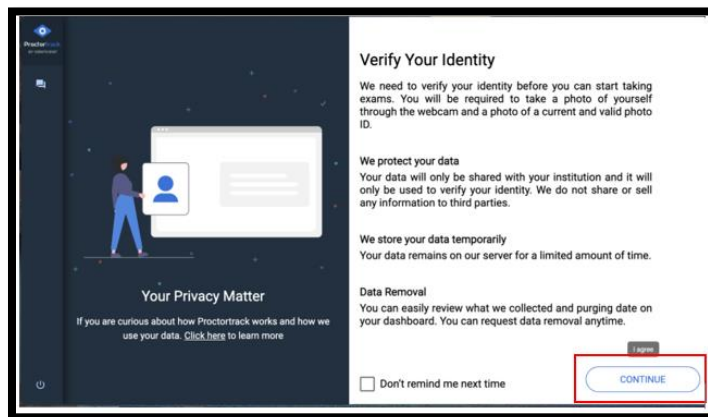 Proctortrack
Your Privacy Matter
If you are curious about how Proctortrack works and how we
use your data. Click here to learn more
Verify Your Identity
We need to verify your identity before you can start taking
exams. You will be required to take a photo of yourself
through the webcam and a photo of a current and valid photo
ID.
We protect your data
Your data will only be shared with your institution and it will
only be used to verify your identity. We do not share or sell
any information to third parties.
We store your data temporarily
Your data remains on our server for a limited amount of time.
Data Removal
You can easily review what we collected and purging date on
your dashboard. You can request data removal anytime.
I agree
Don't remind me next time
CONTINUE